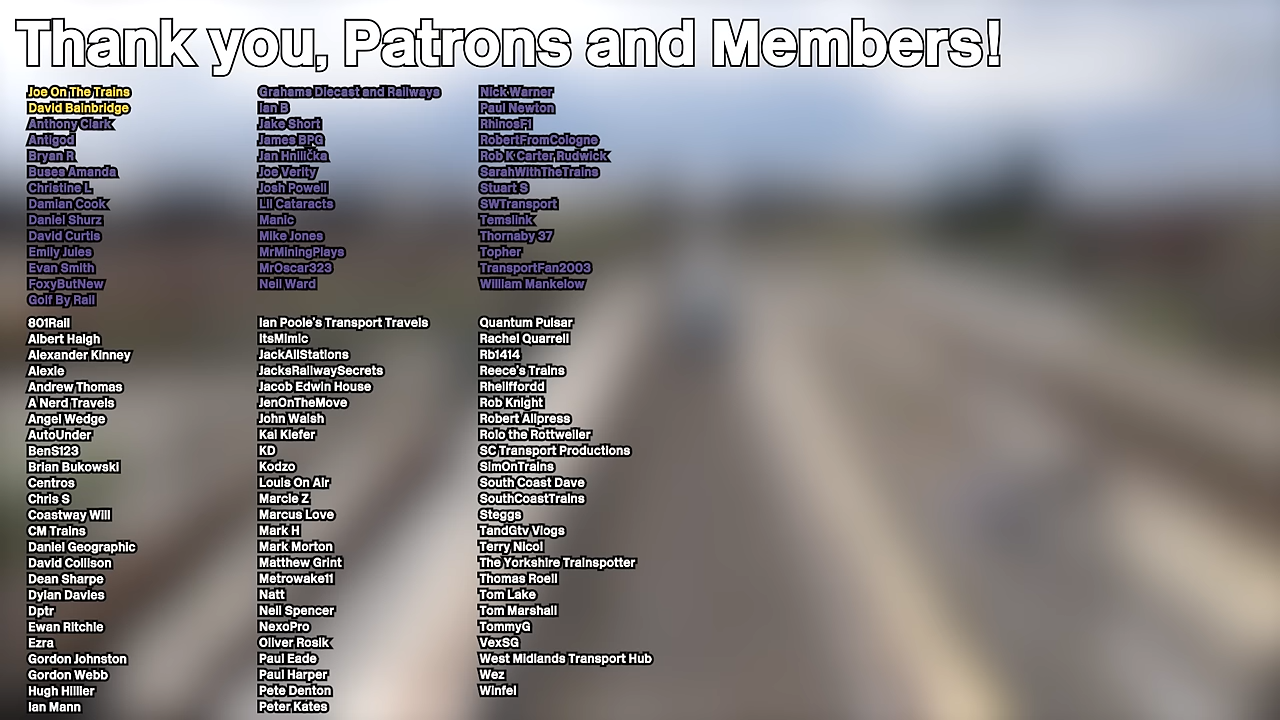 Thank you, Patrons and Members!
Joe On The Trains
David Bainbridge
Anthony Clark
Antigod
Bryan R
Buses Amanda
Christine L
Damian Cook
Daniel Shurz
David Curtis
Emily Jules
Evan Smith
FoxyButNew
Golf By Rail
Grahams Diecast and Railways
Ian B
Jake Short
James BPG
Jan Hnilička
Joe Verity
Josh Powell
Lil Cataracts
Manic
Mike Jones
MrMiningPlays
MrOscar323
Neil Ward
Nick Warner
Paul Newton
RhinosF1
RobertFromCologne
Rob K Carter Rudwick
SarahWithTheTrains
Stuart S
SWTransport
Temslink
Thornaby 37
Topher
TransportFan2003
William Mankelow
801Rail
Albert Haigh
Alexander Kinney
Alexie
Andrew Thomas
A Nerd Travels
Angel Wedge
AutoUnder
BenS123
Brian Bukowski
Centros
Chris S
Coastway Will
CM Trains
Daniel Geographic
David Collison
Dean Sharpe
Dylan Davies
Dptr
Ewan Ritchie
Ezra
Gordon Johnston
Gordon Webb
Hugh Hillier
Ian Mann
Ian Poole's Transport Travels
ItsMimic
JackAllStations
JacksRailwaySecrets
Jacob Edwin House
JenOnTheMove
John Walsh
Kai Kiefer
KD
Kodzo
Louis On Air
Marcie Z
Marcus Love
Mark H
Mark Morton
Matthew Grint
Metrowake11
Natt
Neil Spencer
NexoPro
Oliver Rosik
Paul Eade
Paul Harper
Pete Denton
Peter Kates
Quantum Pulsar
Rachel Quarrell
Rb1414
Reece's Trains
Rheilffordd
Rob Knight
Robert Allpress
Rolo the Rottweiler
SC Transport Productions
SimOnTrains
South Coast Dave
SouthCoastTrains
Steggs
TandGtv Vlogs
Terry Nicol
The Yorkshire Trainspotter
Thomas Roell
Tom Lake
Tom Marshall
TommyG
VexSG
West Midlands Transport Hub
Wez
Winfel